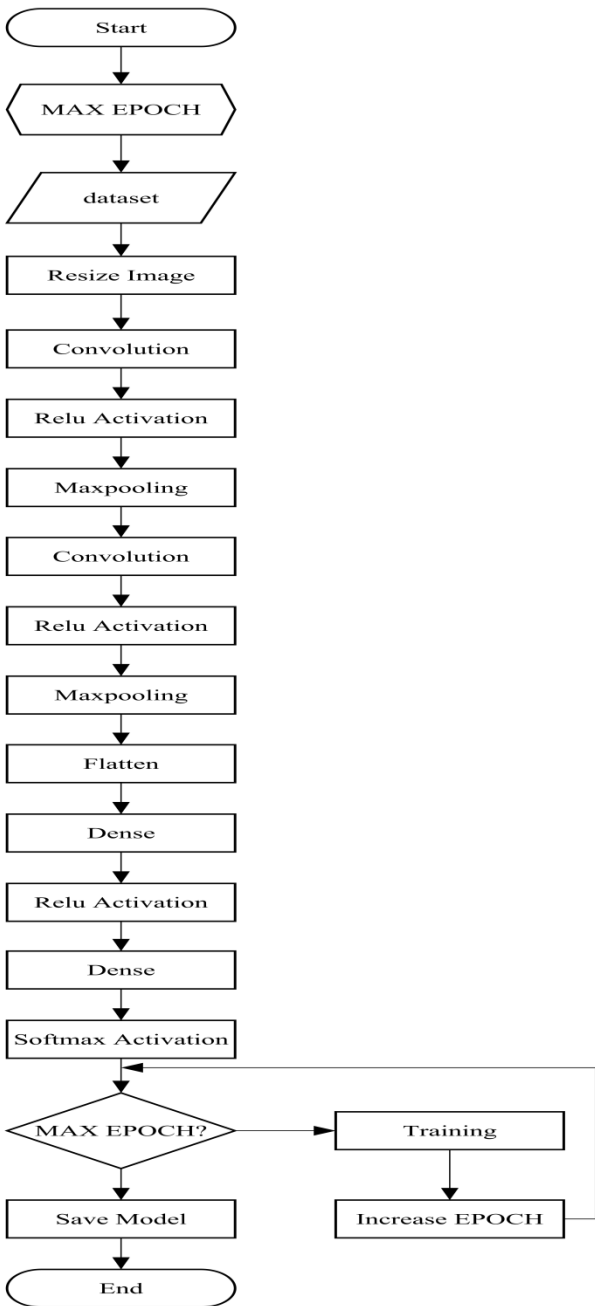 Start
MAX EPOCH
dataset
Resize Image
Convolution
Relu Activation
Maxpooling
Convolution
Relu Activation
Maxpooling
Flatten
Dense
Relu Activation
Dense
Softmax Activation
MAX EPOCH?
Training
Save Model
Increase EPOCH
End